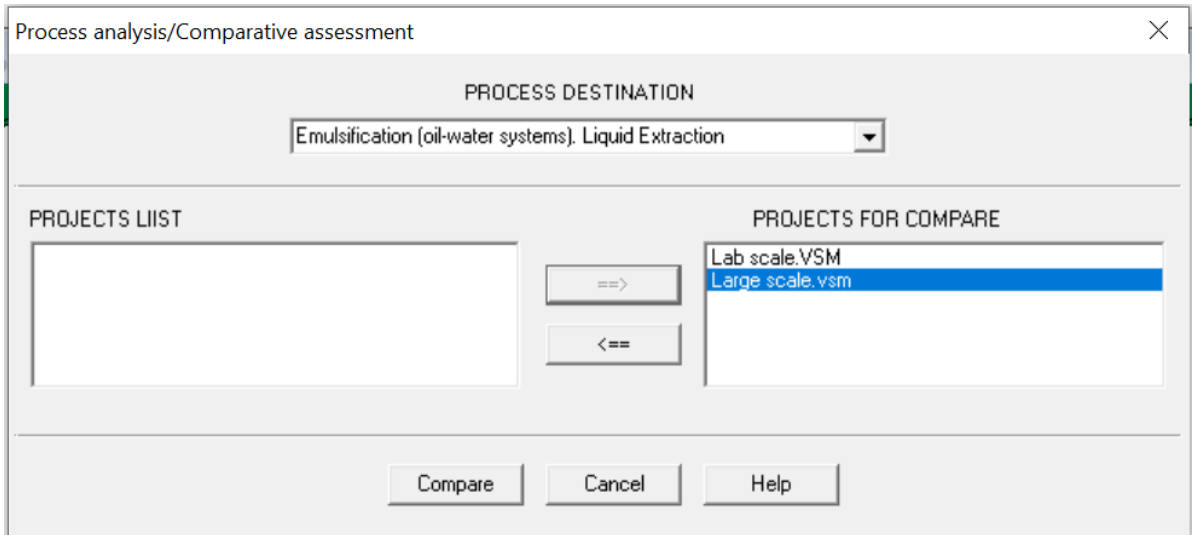 Process analysis/Comparative assessment
PROCESS DESTINATION
Emulsification (oil-water systems). Liquid Extraction
PROJECTS LIIST
PROJECTS FOR COMPARE
Lab scale.VSM
Large scale.vsm
==>
<==
Compare
Cancel
Help